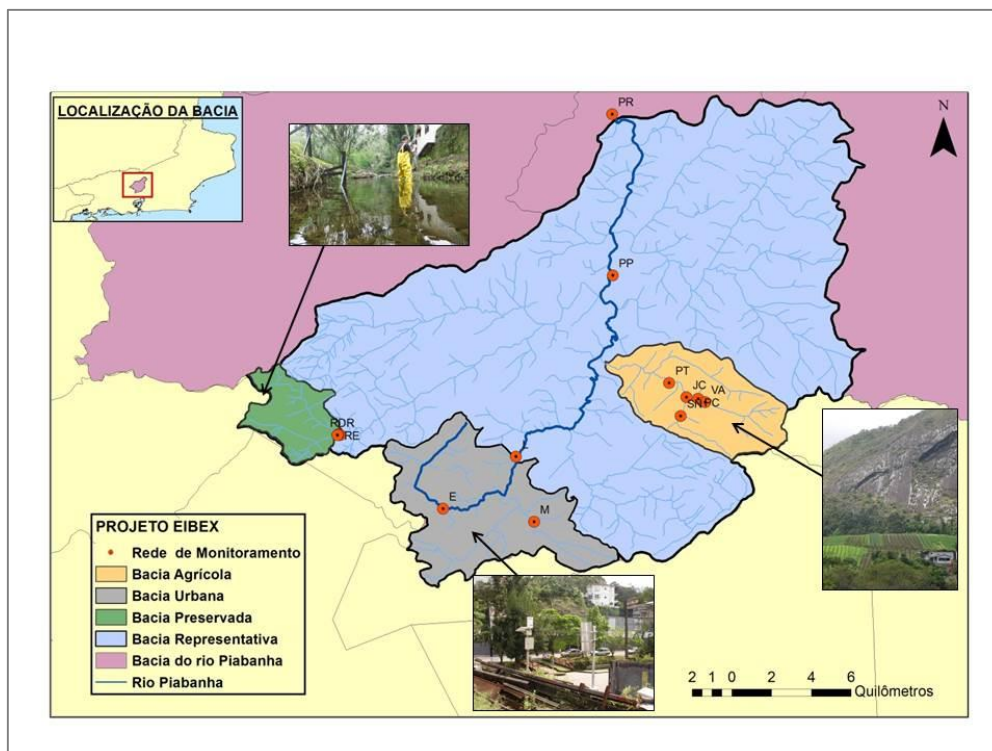 LOCALIZAÇÃO DA BACIA
PR
N
PP
PT
JC
VA
SN
PC
RDR
RE
E
M
PROJETO EIBEX
Rede de Monitoramento
Bacia Agrícola
Bacia Urbana
Bacia Preservada
Bacia Representativa
Bacia do rio Piabanha
Rio Piabanha
2 1 0 2 4 6
Quilômetros